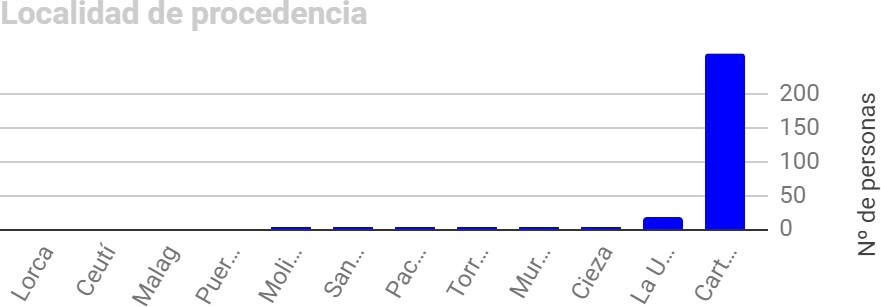 Localidad de procedencia
200
150
100
50
0
Nº de personas
Lorca
Ceutí
Malag
Puer...
Moli...
San...
Pac...
Torr...
Mur...
Cieza
La U...
Cart...